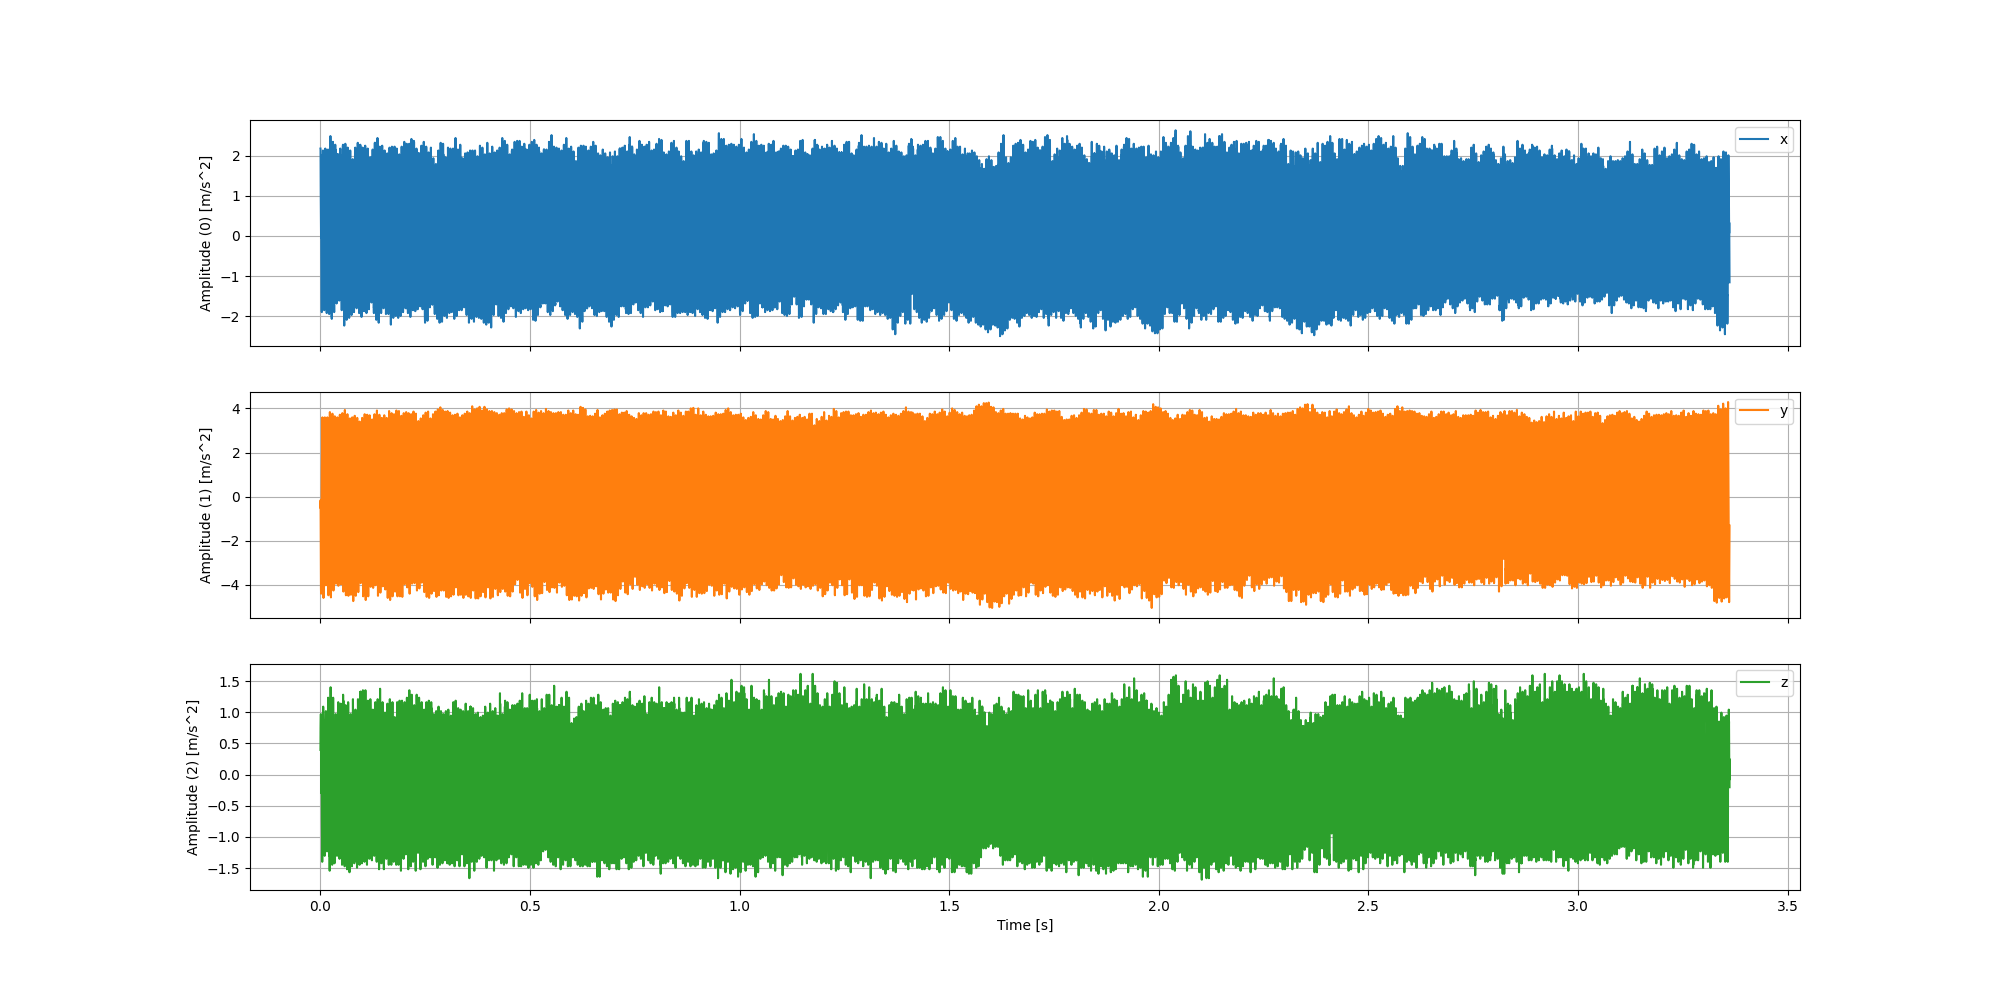 Amplitude (0) [m/s^2]
2
1
0
−1
−2
x
Amplitude (1) [m/s^2]
4
2
0
−2
−4
y
Amplitude (2) [m/s^2]
1.5
1.0
0.5
0.0
−0.5
−1.0
−1.5
z
0.0 0.5 1.0 1.5 2.0 2.5 3.0 3.5
Time [s]